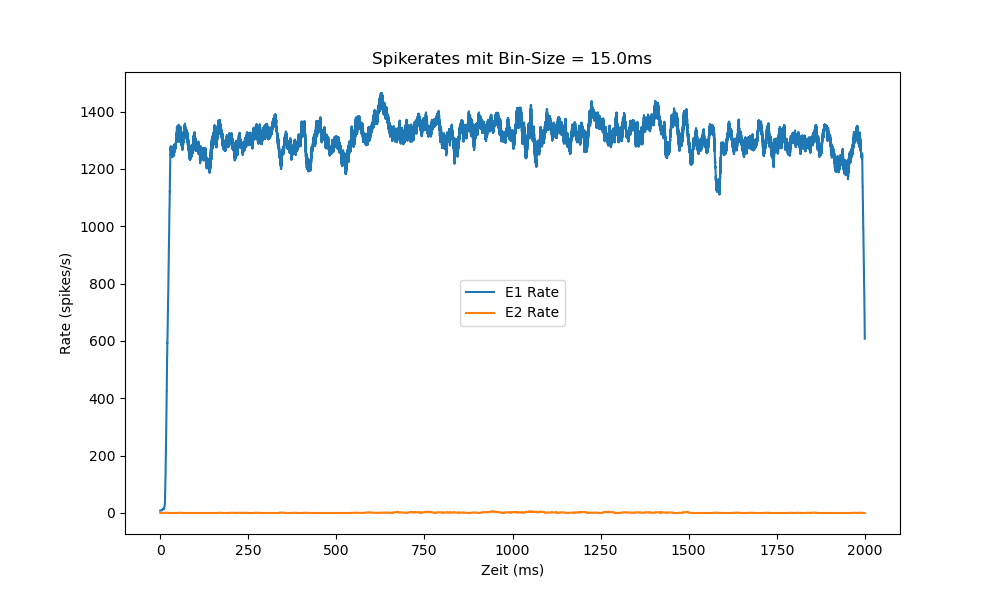 Spikerates mit Bin-Size = 15.0ms
1400
1200
1000
800
600
400
200
0
Rate (spikes/s)
E1 Rate
E2 Rate
0 250 500 750 1000 1250 1500 1750 2000
Zeit (ms)